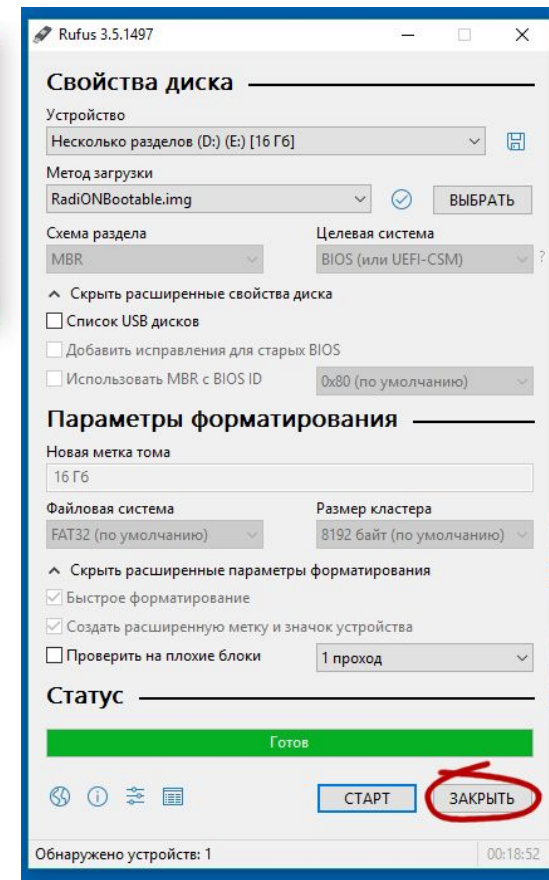 Rufus 3.5.1497
Свойства диска
Устройство
Несколько разделов (D:) (E:) [16 Гб]
Метод загрузки
RadiONBootable.img
ВЫБРАТЬ
Схема раздела Целевая система
MBR BIOS (или UEFI-CSM) ?
Скрыть расширенные свойства диска
Список USB дисков
Добавить исправления для старых BIOS
Использовать MBR с BIOS ID 0x80 (по умолчанию)
Параметры форматирования
Новая метка тома
16 Гб
Файловая система Размер кластера
FAT32 (по умолчанию) 8192 байт (по умолчанию)
Скрыть расширенные параметры форматирования
Быстрое форматирование
Создать расширенную метку и значок устройства
Проверить на плохие блоки 1 проход
Статус
Готов
СТАРТ ЗАКРЫТЬ
Обнаружено устройств: 1 00:18:52